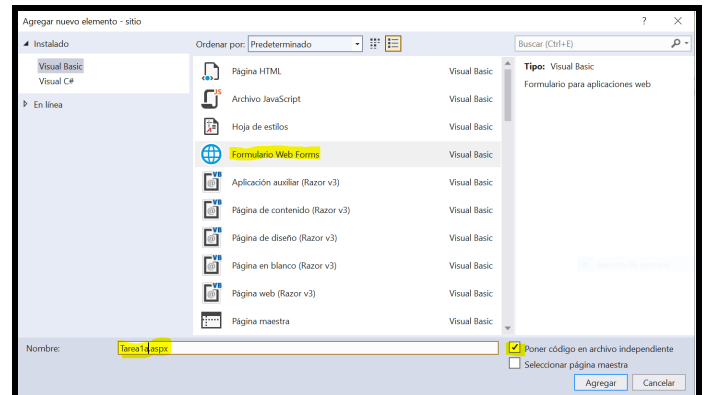 Agregar nuevo elemento - sitio
? ×
Instalado
Ordenar por: Predeterminado
Buscar (Ctrl+E)
Visual Basic
Visual C#
En línea
Página HTML Visual Basic
Archivo JavaScript Visual Basic
Hoja de estilos Visual Basic
Formulario Web Forms Visual Basic
Aplicación auxiliar (Razor v3) Visual Basic
Página de contenido (Razor v3) Visual Basic
Página de diseño (Razor v3) Visual Basic
Página en blanco (Razor v3) Visual Basic
Página web (Razor v3) Visual Basic
Página maestra Visual Basic
Tipo: Visual Basic
Formulario para aplicaciones web
Nombre: Tarea1a.aspx
Poner código en archivo independiente
Seleccionar página maestra
Agregar Cancelar